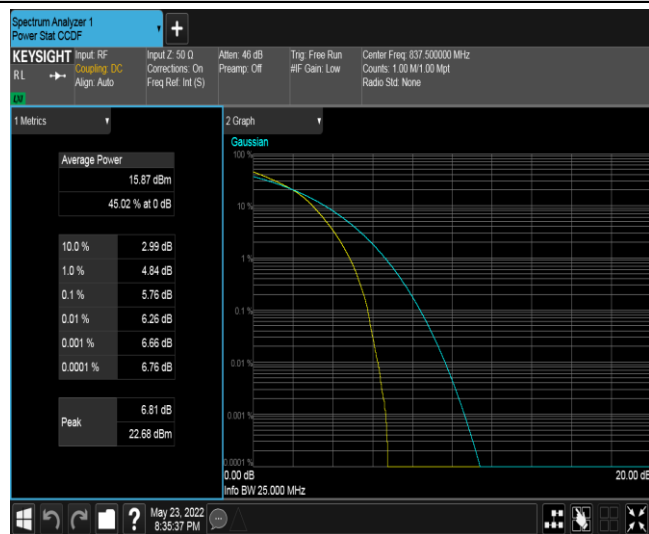 Spectrum Analyzer 1
Power Stat CCDF
+
KEYSIGHT
RL
LXI
Input: RF
Coupling: DC
Align: Auto
Input Z: 50 Ω
Corrections: On
Freq Ref: Int (S)
Atten: 46 dB
Preamp: Off
Trig: Free Run
#IF Gain: Low
Center Freq: 837.500000 MHz
Counts: 1.00 M/1.00 Mpt
Radio Std: None
1 Metrics
Average Power
15.87 dBm
45.02 % at 0 dB
10.0 % 2.99 dB
1.0 % 4.84 dB
0.1 % 5.76 dB
0.01 % 6.26 dB
0.001 % 6.66 dB
0.0001 % 6.76 dB
Peak
6.81 dB
22.68 dBm
2 Graph
Gaussian
100 %
10 %
1 %
0.1 %
0.01 %
0.001 %
0.0001 %
0.00 dB
20.00 dB
Info BW 25.000 MHz
?
May 23, 2022
8:35:37 PM